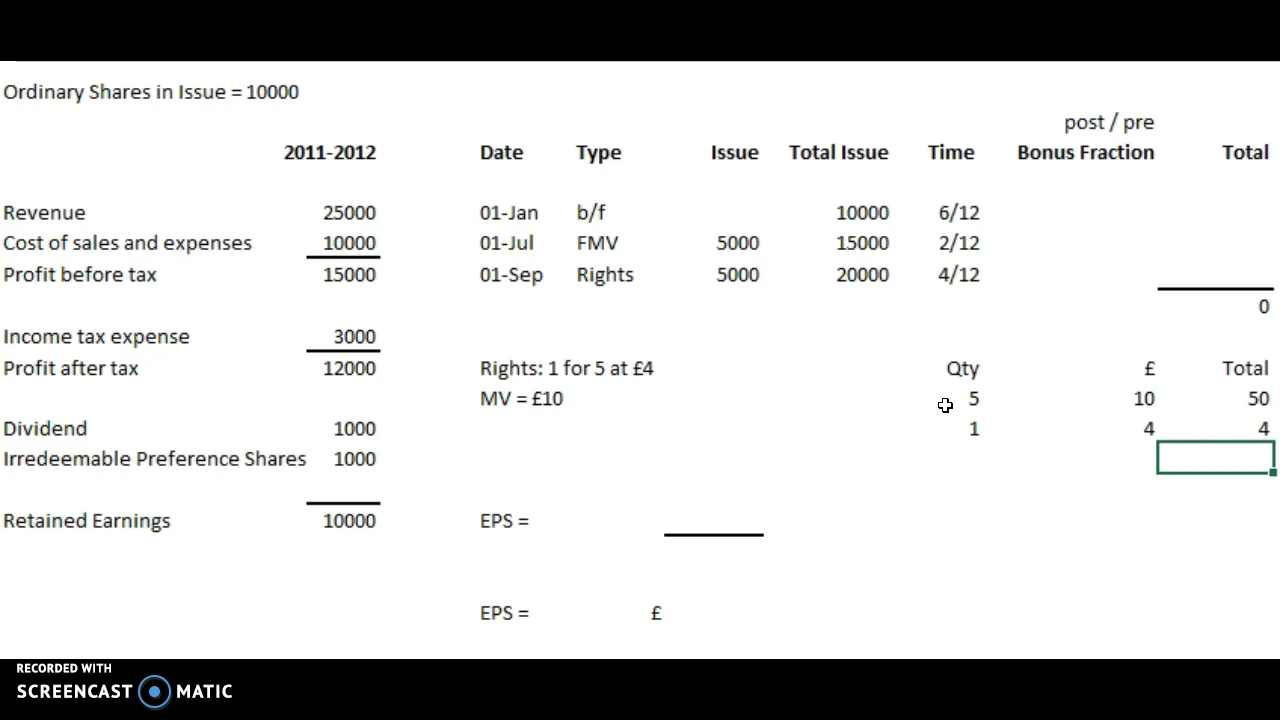 Ordinary Shares in Issue = 10000
post / pre
2011-2012 Date Type Issue Total Issue Time Bonus Fraction Total
Revenue 25000 01-Jan b/f 10000 6/12
Cost of sales and expenses 10000 01-Jul FMV 5000 15000 2/12
Profit before tax 15000 01-Sep Rights 5000 20000 4/12
0
Income tax expense 3000
Profit after tax 12000 Rights: 1 for 5 at £4 Qty £ Total
MV = £10 5 10 50
Dividend 1000 1 4 4
Irredeemable Preference Shares 1000
Retained Earnings 10000 EPS =
EPS = £
RECORDED WITH
SCREENCAST MATIC